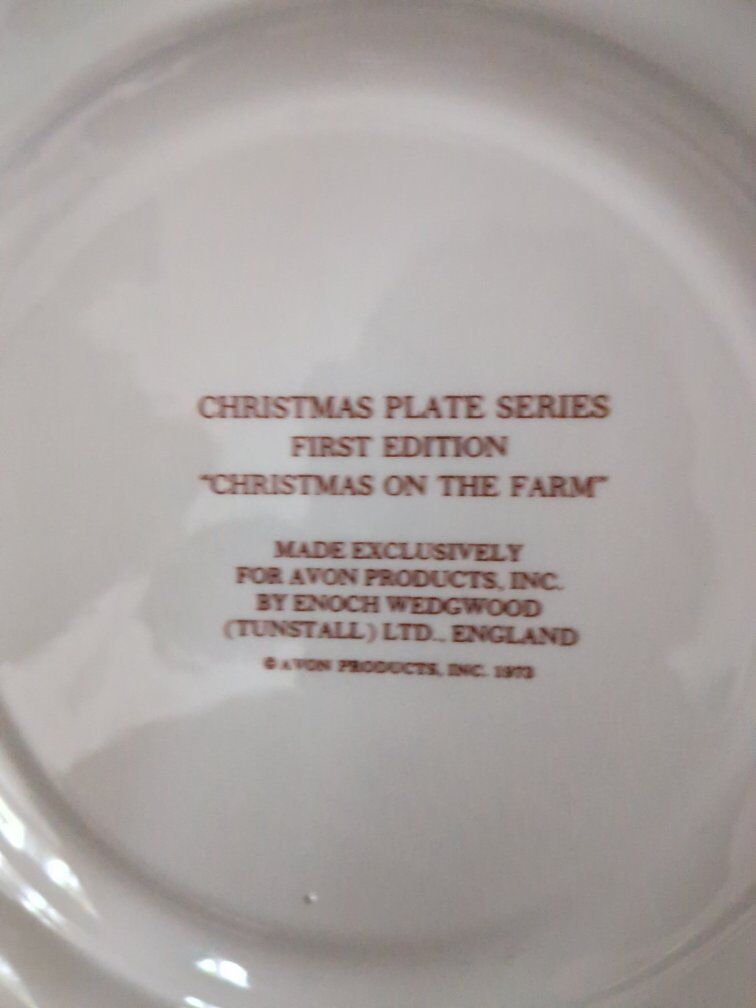 CHRISTMAS PLATE SERIES
FIRST EDITION
"CHRISTMAS ON THE FARM"
MADE EXCLUSIVELY
FOR AVON PRODUCTS, INC.
BY ENOCH WEDGWOOD
(TUNSTALL) LTD., ENGLAND
© AVON PRODUCTS, INC. 1973